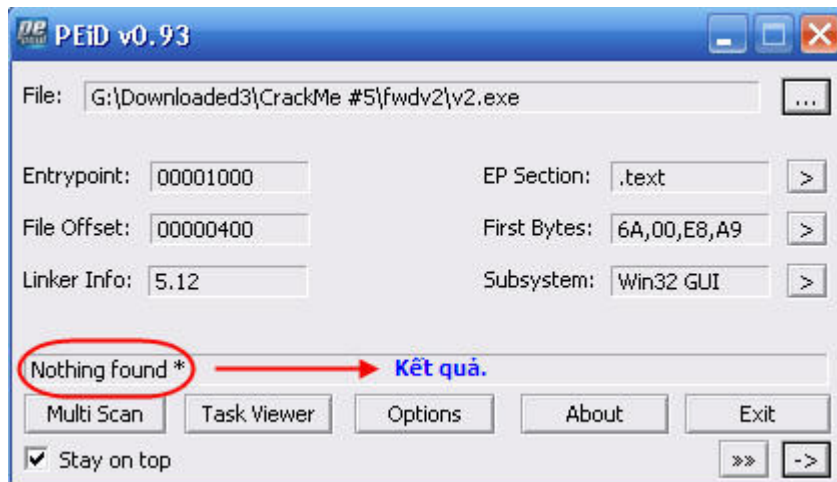 PEiD v0.93
File: G:\Downloaded3\CrackMe #5\fwdv2\v2.exe ...
Entrypoint: 00001000 EP Section: .text >
File Offset: 00000400 First Bytes: 6A,00,E8,A9 >
Linker Info: 5.12 Subsystem: Win32 GUI >
Nothing found * Kết quả.
Multi Scan Task Viewer Options About Exit
Stay on top »» ->